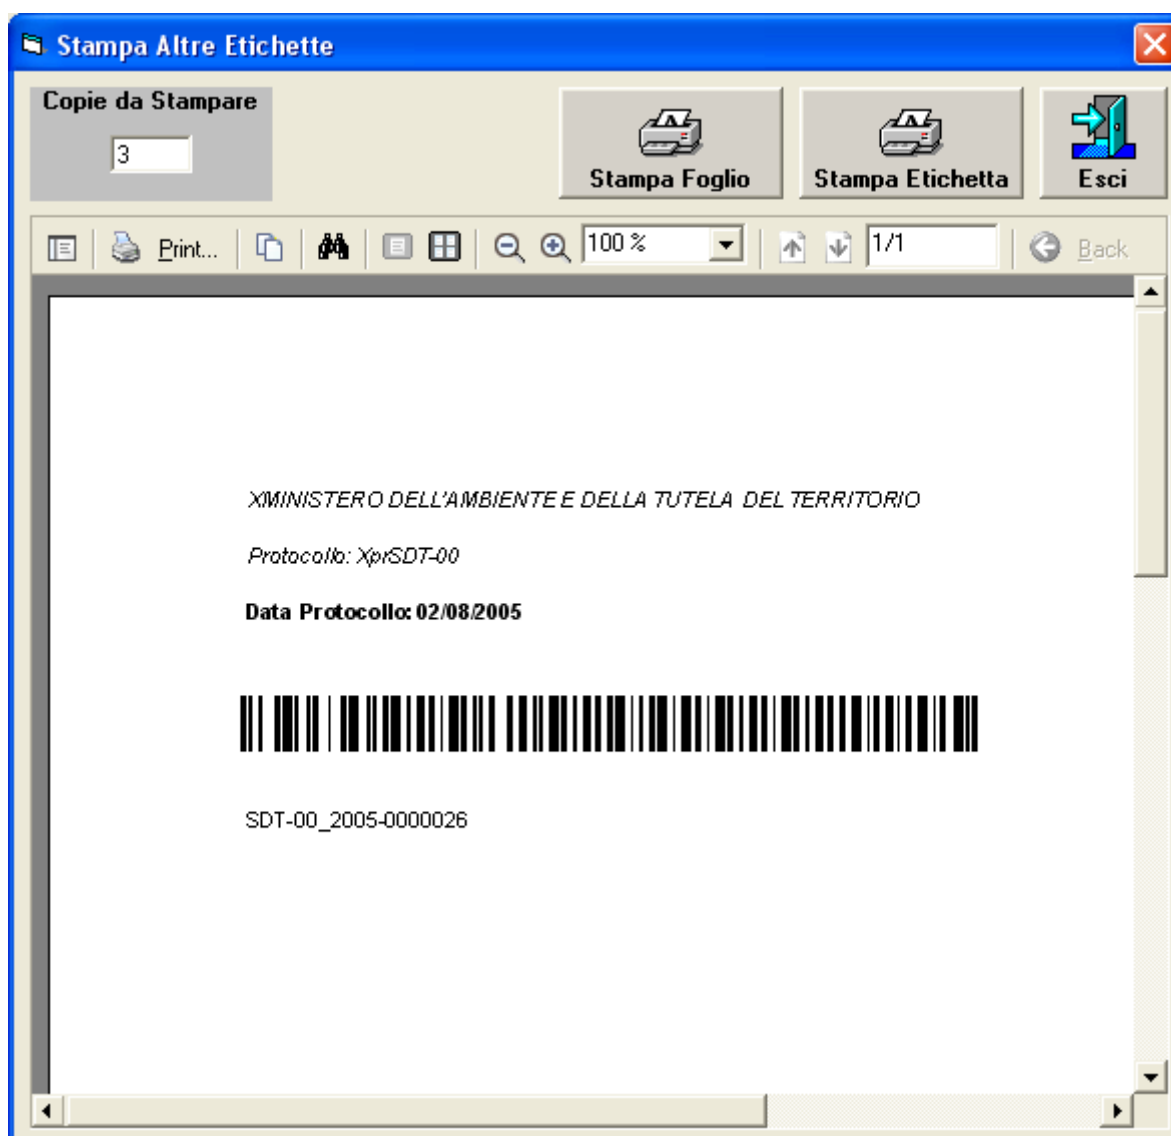 Stampa Altre Etichette
Copie da Stampare
3
Stampa Foglio
Stampa Etichetta
Esci
Print...
100 %
1/1
Back
XMINISTERO DELL'AMBIENTE E DELLA TUTELA DEL TERRITORIO
Protocollo: XprSDT-00
Data Protocollo: 02/08/2005
SDT-00_2005-0000026